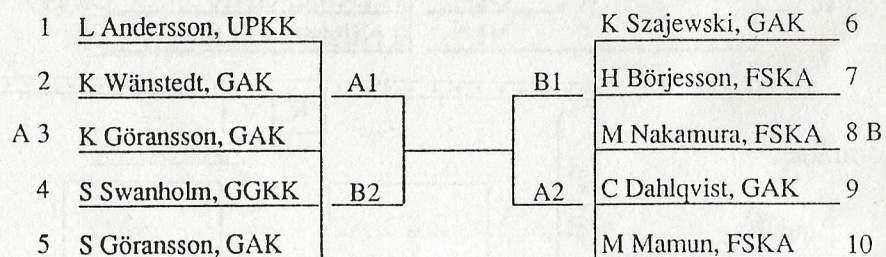 1 L Andersson, UPKK K Szajewski, GAK 6
2 K Wänstedt, GAK A1 B1 H Börjesson, FSKA 7
A 3 K Göransson, GAK M Nakamura, FSKA 8 B
4 S Swanholm, GGKK B2 A2 C Dahlqvist, GAK 9
5 S Göransson, GAK M Mamun, FSKA 10